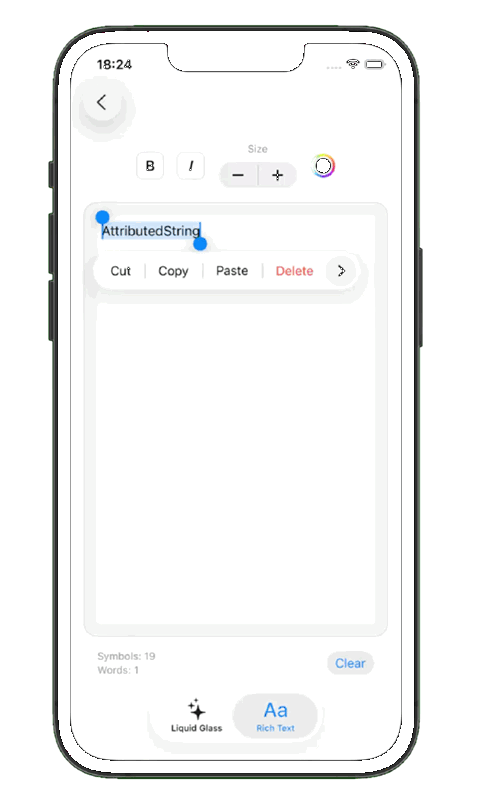 18:24
Size
B I
AttributedString
Cut Copy Paste Delete
Symbols: 19
Words: 1
Clear
Aa
Liquid Glass Rich Text